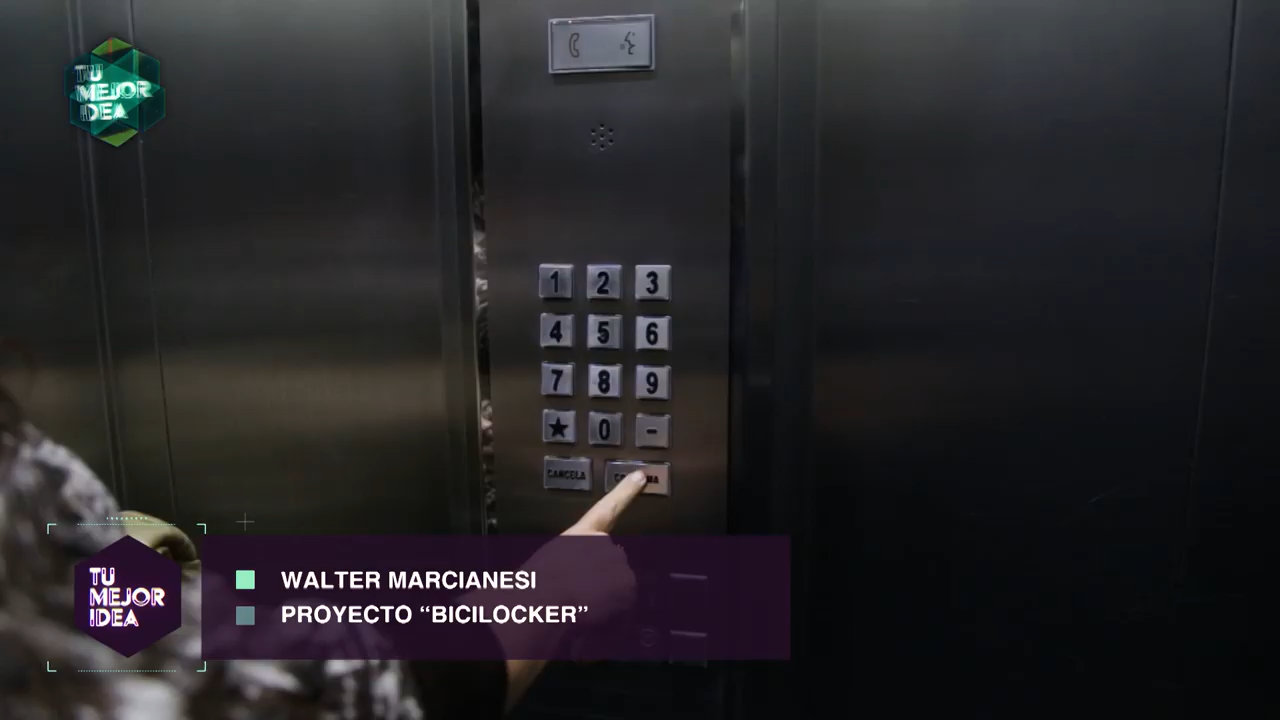 TU
MEJOR
IDEA
1 2 3
4 5 6
7 8 9
★ 0 -
CANCELA
TU
MEJOR
IDEA
WALTER MARCIANESI
PROYECTO “BICILOCKER”